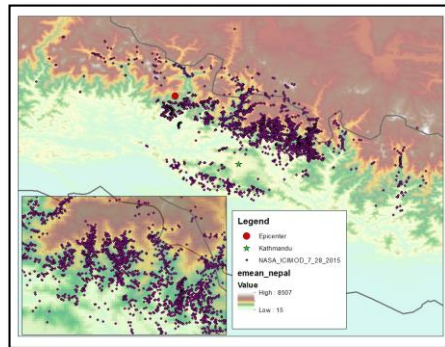 Legend
Epicenter
Kathmandu
NASA_ICIMOD_7_28_2015
emean_nepal
Value
High : 8507
Low : 15